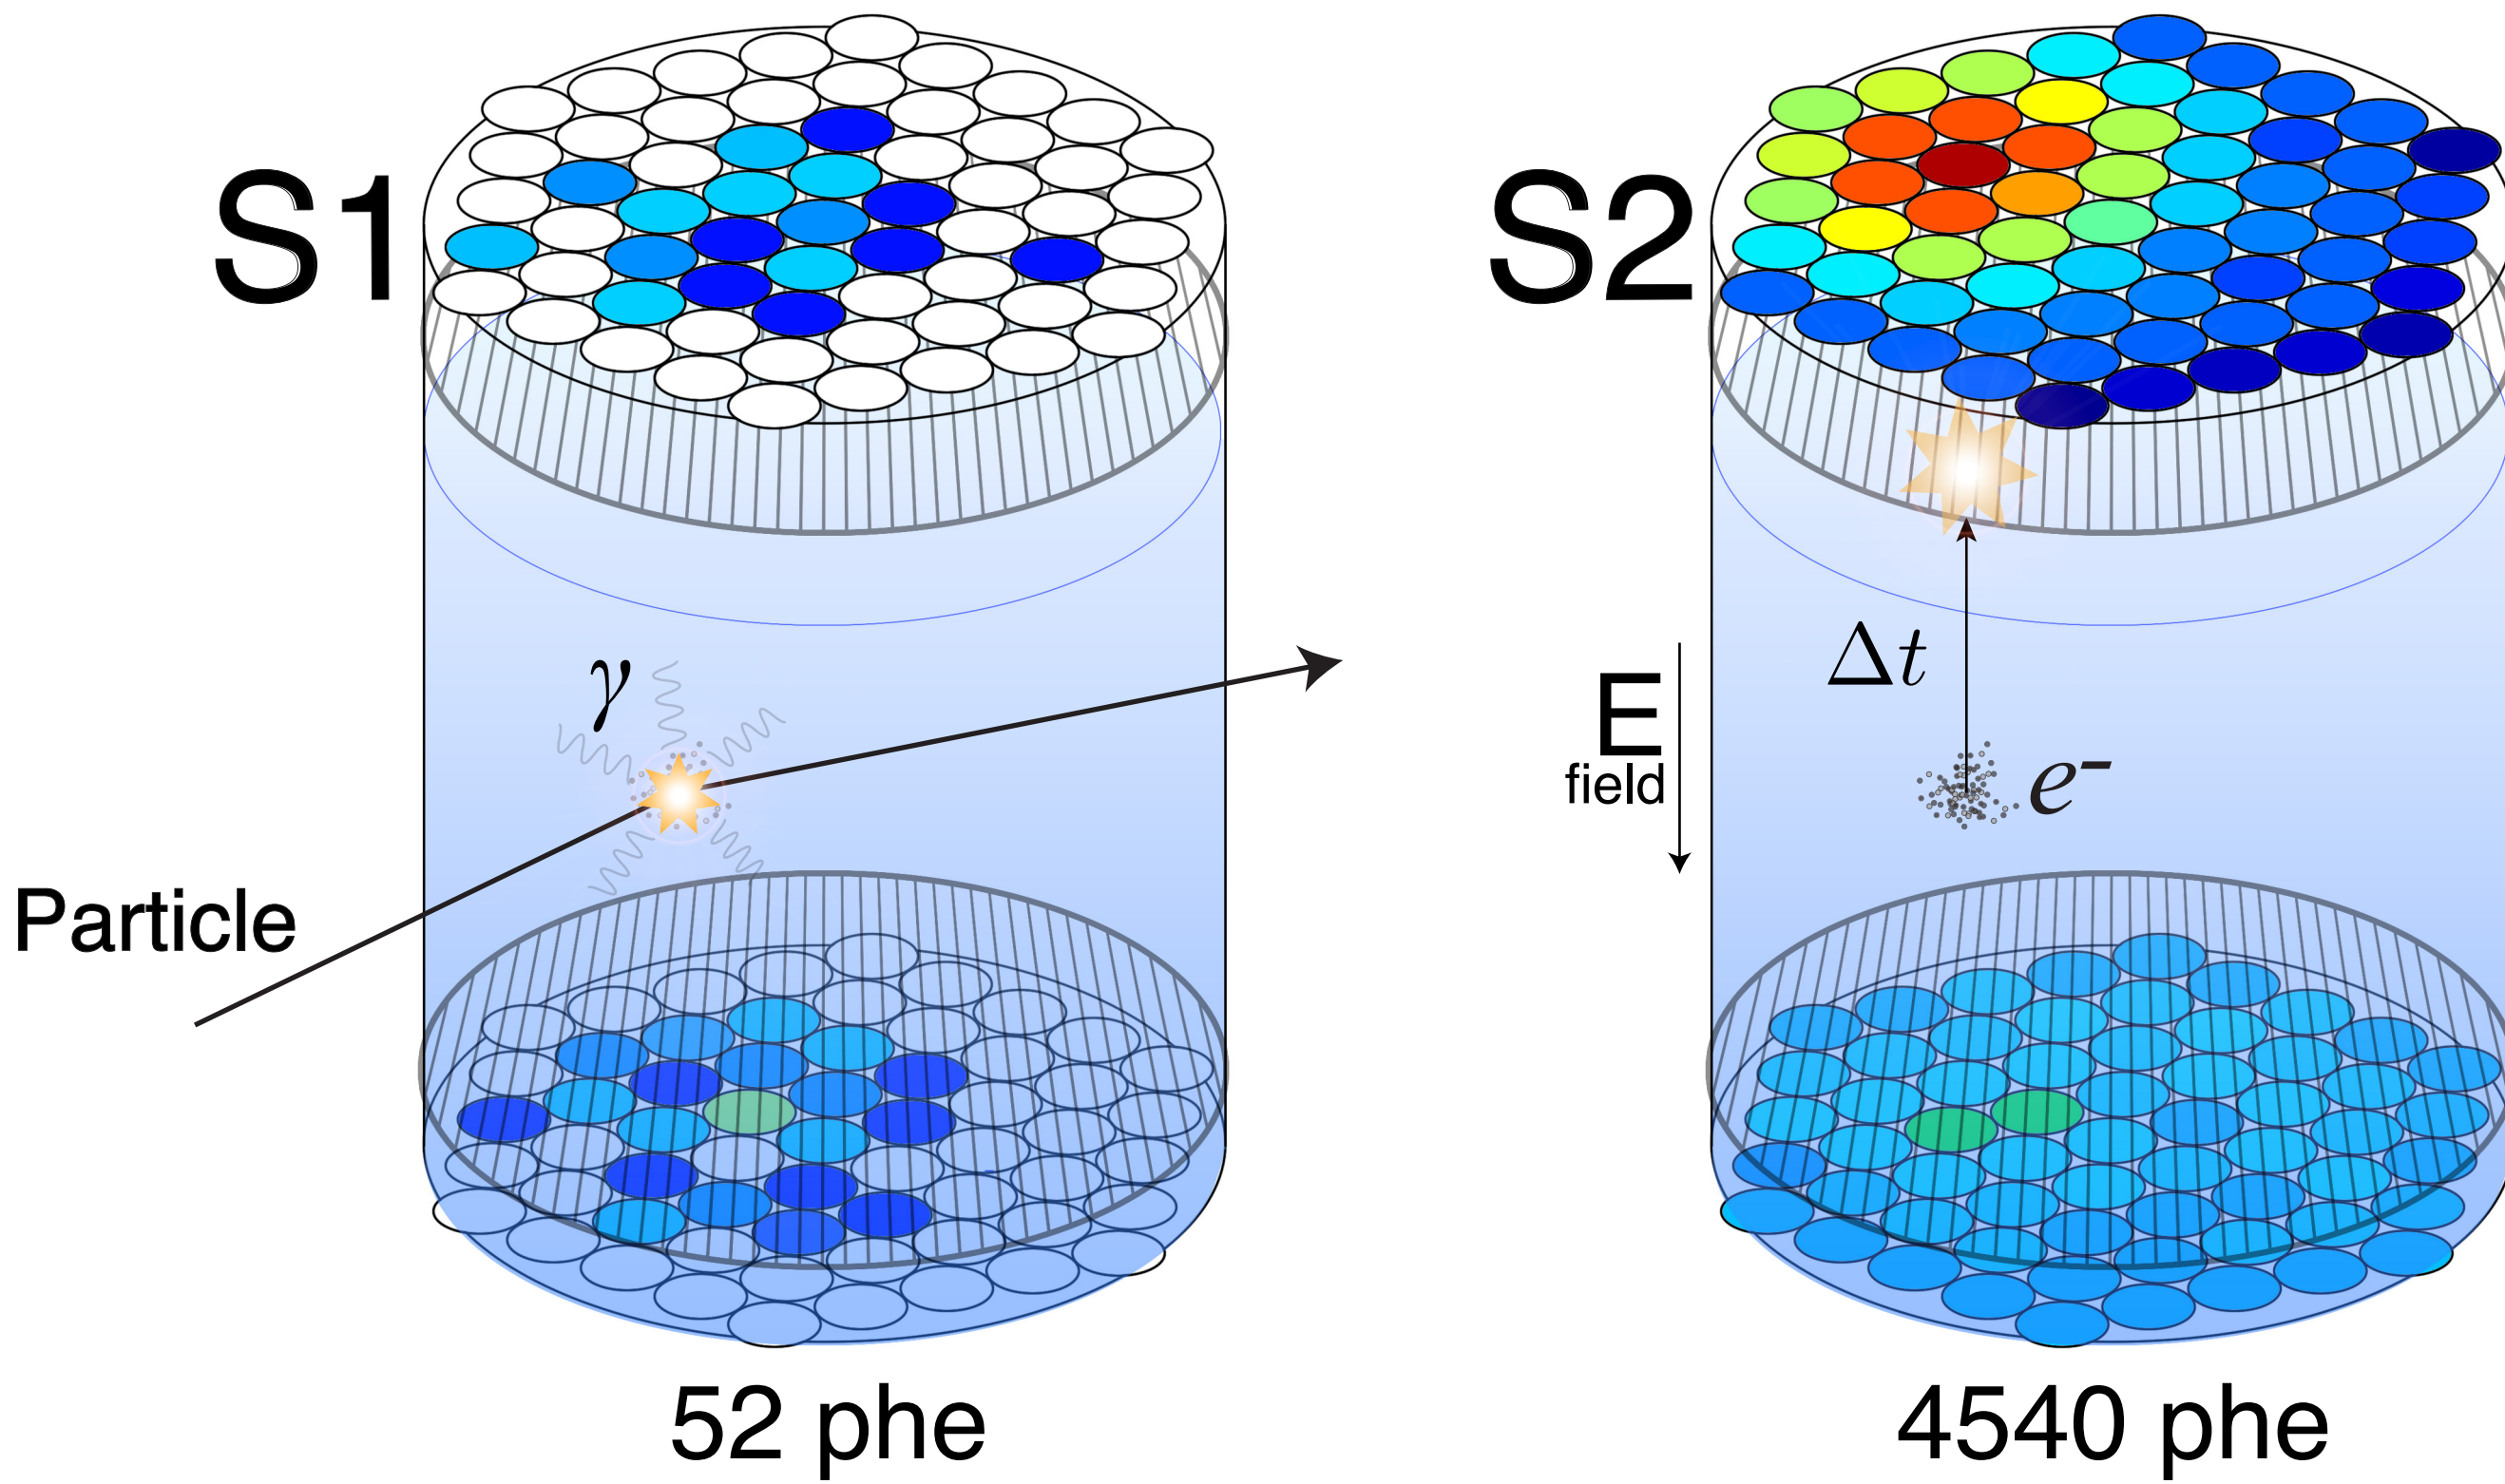 S1
S2
γ
Δt
E
field
e⁻
Particle
52 phe
4540 phe